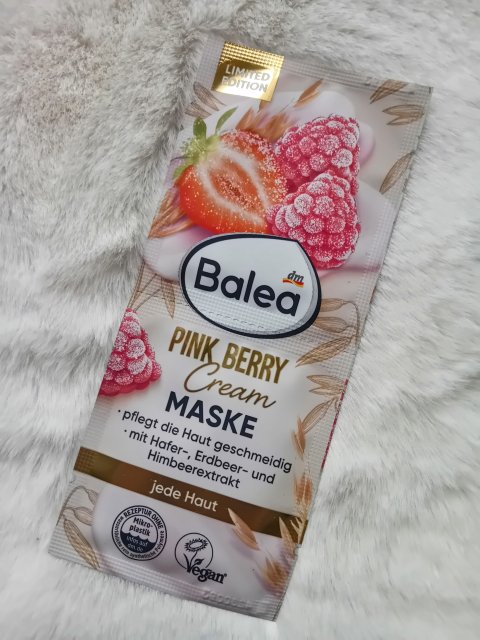 LIMITED
EDITION
dm
Balea
PINK BERRY
Cream
MASKE
· pflegt die Haut geschmeidig
· mit Hafer-, Erdbeer- und
Himbeerextrakt
jede Haut
REZEPTUR OHNE
Mikro-
plastik
Vegan